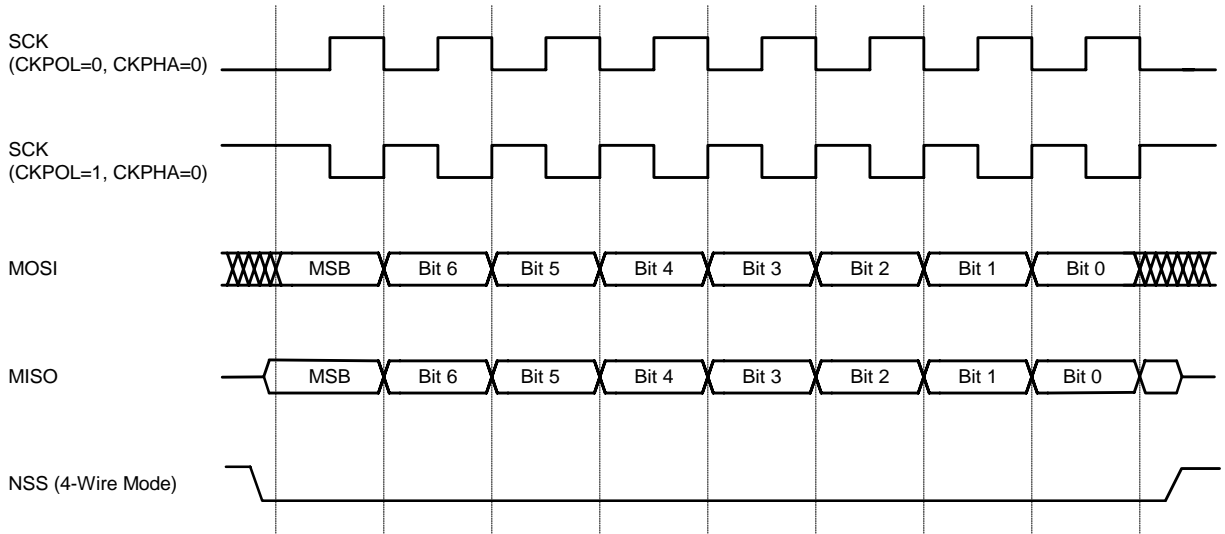 SCK
(CKPOL=0, CKPHA=0)
SCK
(CKPOL=1, CKPHA=0)
MOSI MSB Bit 6 Bit 5 Bit 4 Bit 3 Bit 2 Bit 1 Bit 0
MISO MSB Bit 6 Bit 5 Bit 4 Bit 3 Bit 2 Bit 1 Bit 0
NSS (4-Wire Mode)